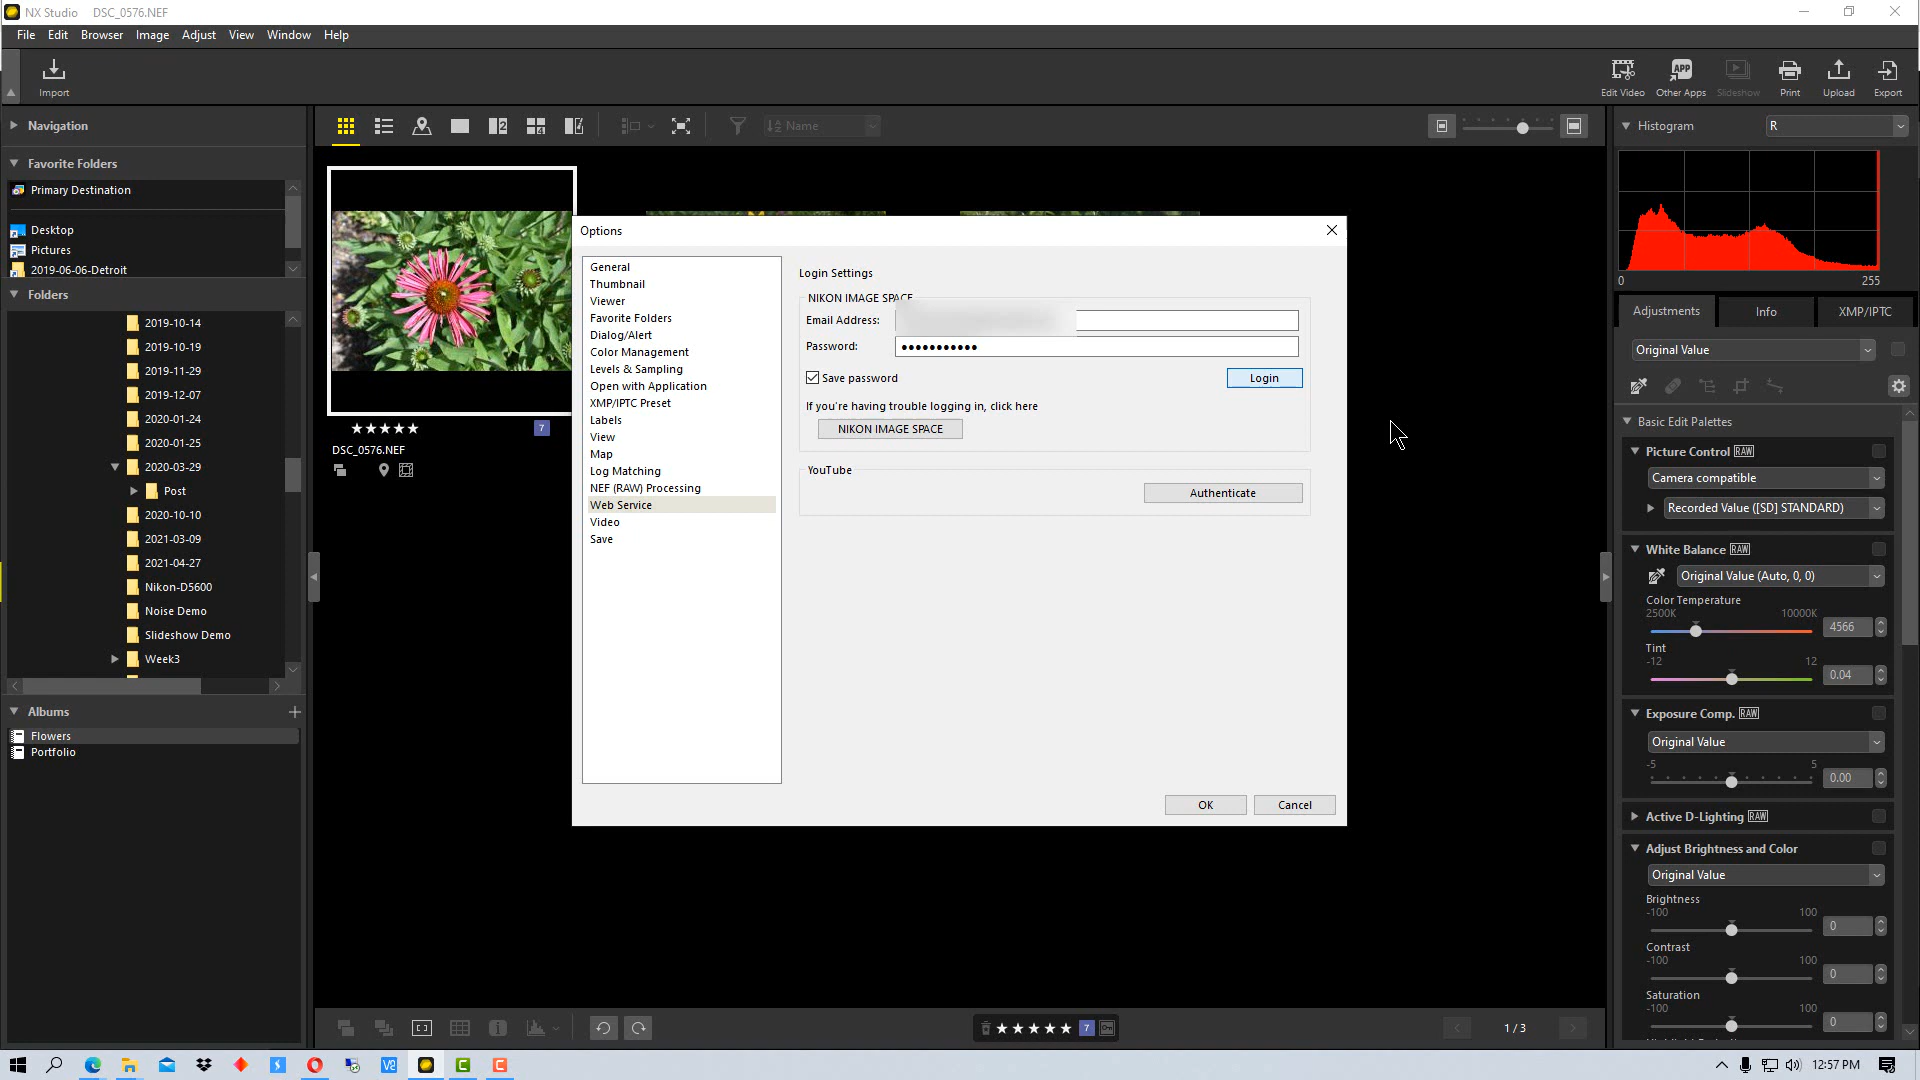 NX Studio DSC_0576.NEF
File Edit Browser Image Adjust View Window Help
Import
Edit Video Other Apps Slideshow Print Upload Export
APP
Navigation
Favorite Folders
Primary Destination
Desktop
Pictures
2019-06-06-Detroit
Folders
2019-10-14
2019-10-19
2019-11-29
2019-12-07
2020-01-24
2020-01-25
2020-03-29
Post
2020-10-10
2021-03-09
2021-04-27
Nikon-D5600
Noise Demo
Slideshow Demo
Week3
Albums
Flowers
Portfolio
Name
7
DSC_0576.NEF
Options
General
Thumbnail
Viewer
Favorite Folders
Dialog/Alert
Color Management
Levels & Sampling
Open with Application
XMP/IPTC Preset
Labels
View
Map
Log Matching
NEF (RAW) Processing
Web Service
Video
Save
Login Settings
NIKON IMAGE SPACE
Email Address:
Password:
Save password
Login
If you're having trouble logging in, click here
NIKON IMAGE SPACE
YouTube
Authenticate
OK Cancel
7
1 / 3
Histogram R
0 255
Adjustments Info XMP/IPTC
Original Value
Basic Edit Palettes
Picture Control RAW
Camera compatible
Recorded Value ([SD] STANDARD)
White Balance RAW
Original Value (Auto, 0, 0)
Color Temperature
2500K 10000K
4566
Tint
-12 12
0.04
Exposure Comp. RAW
Original Value
-5 5
0.00
Active D-Lighting RAW
Adjust Brightness and Color
Original Value
Brightness
-100 100
0
Contrast
-100 100
0
Saturation
-100 100
0
12:57 PM